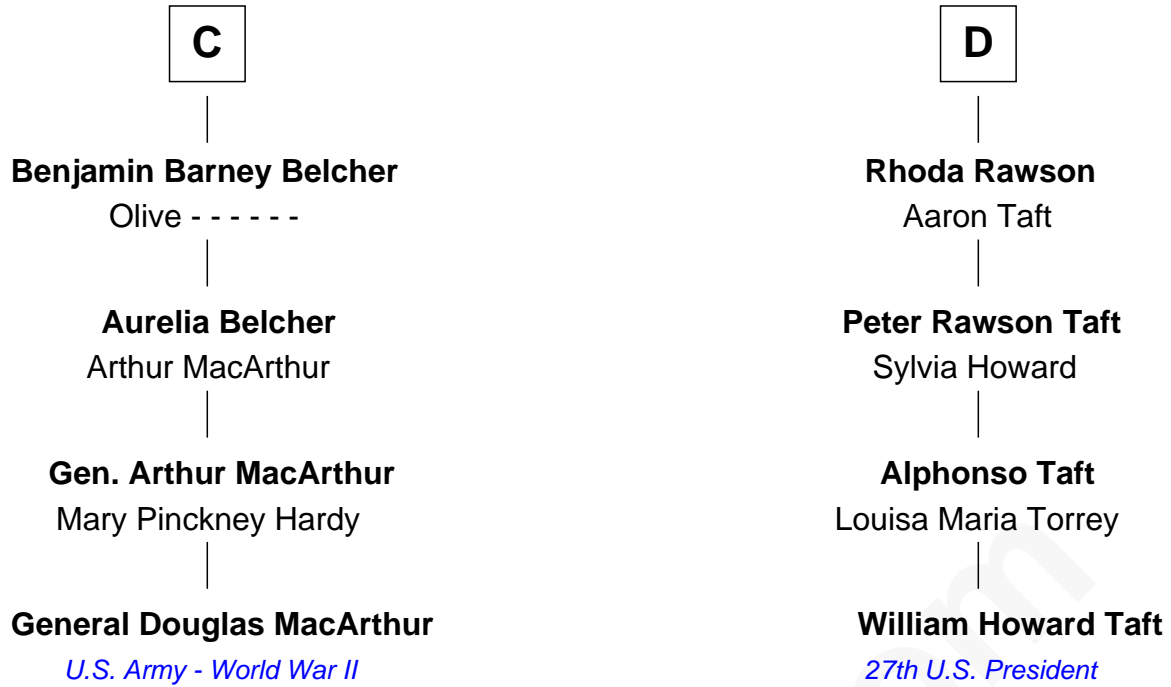 C
D
Benjamin Barney Belcher
Olive - - - - - -
Rhoda Rawson
Aaron Taft
Aurelia Belcher
Arthur MacArthur
Peter Rawson Taft
Sylvia Howard
Gen. Arthur MacArthur
Mary Pinckney Hardy
Alphonso Taft
Louisa Maria Torrey
General Douglas MacArthur
U.S. Army - World War II
William Howard Taft
27th U.S. President